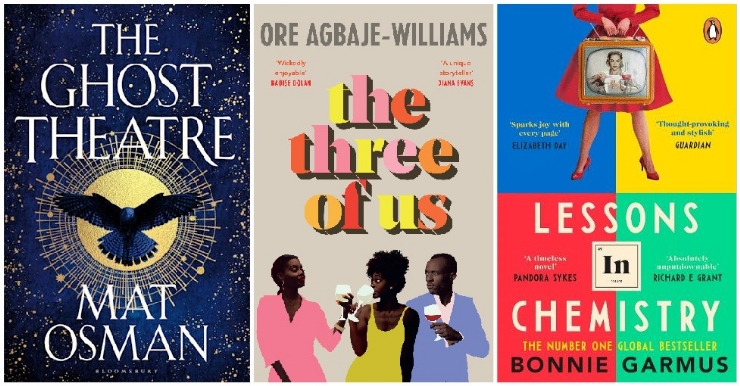 THE
GHOST
THEATRE
MAT
OSMAN
BLOOMSBURY
ORE AGBAJE-WILLIAMS
'Wickedly
enjoyable'
NAOISE DOLAN
'A unique
storyteller'
DIANA EVANS
the
three
of us
'Sparks joy with
every page'
ELIZABETH DAY
'Thought-provoking
and stylish'
GUARDIAN
LESSONS
'A timeless
novel'
PANDORA SYKES
In
'Absolutely
unputdownable'
RICHARD E GRANT
CHEMISTRY
THE NUMBER ONE GLOBAL BESTSELLER
BONNIE GARMUS